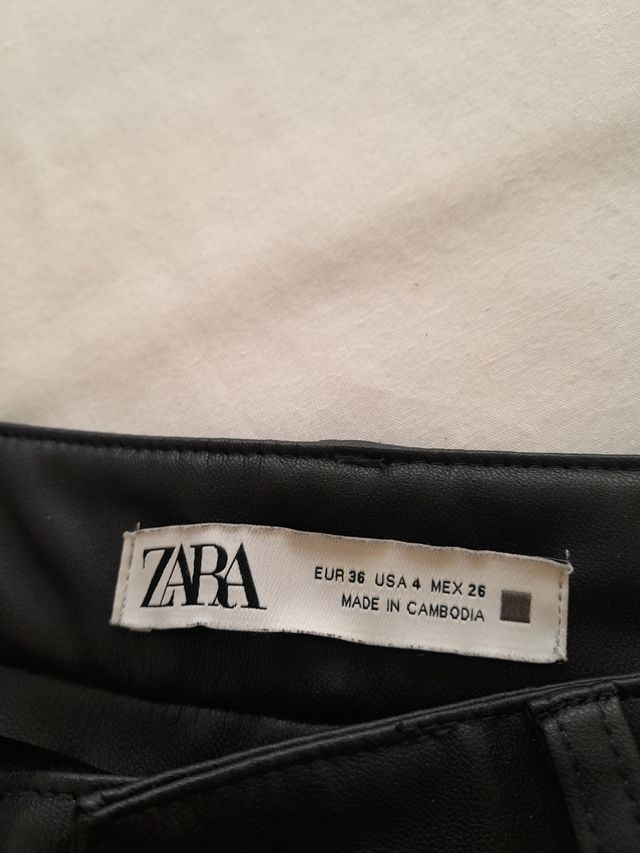 ZARA
EUR 36 USA 4 MEX 26
MADE IN CAMBODIA